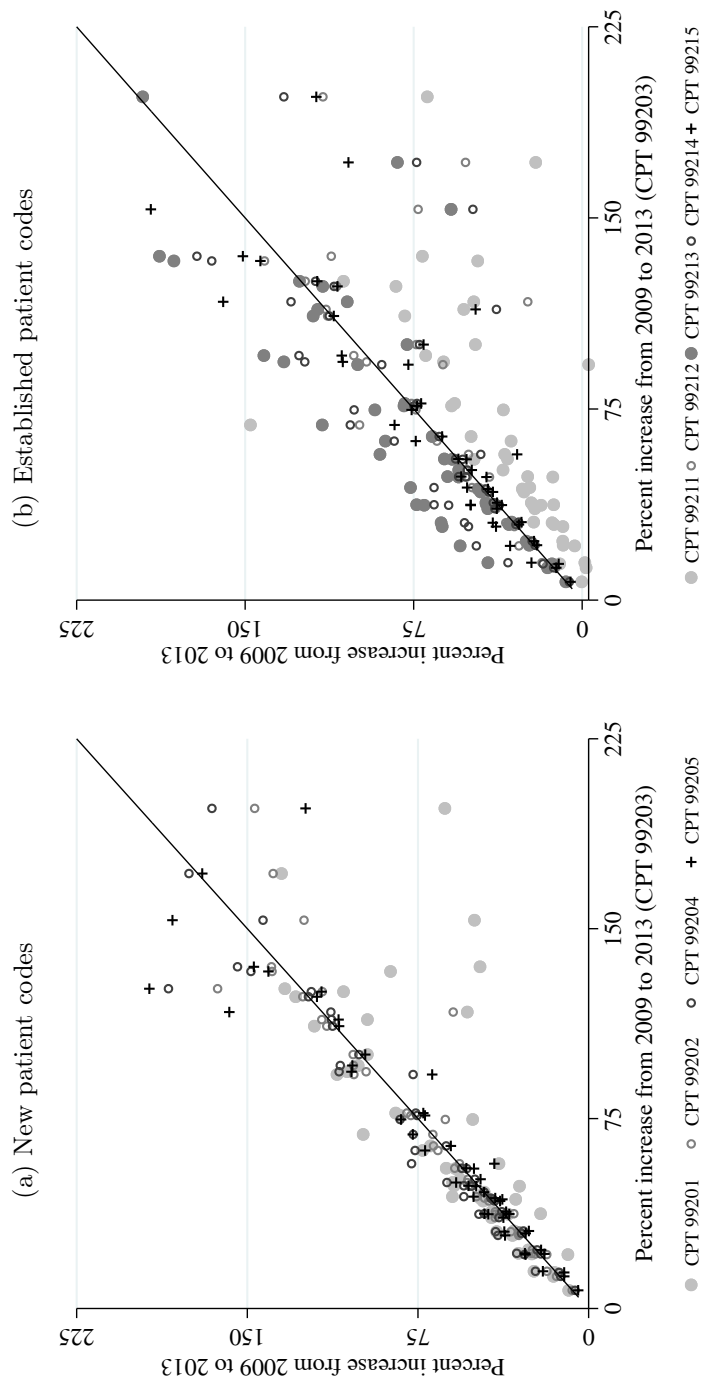 (a) New patient codes
225
150
75
0
Percent increase from 2009 to 2013
0
75
150
225
Percent increase from 2009 to 2013 (CPT 99203)
CPT 99201 CPT 99202 CPT 99204 CPT 99205
(b) Established patient codes
225
150
75
0
Percent increase from 2009 to 2013
0
75
150
225
Percent increase from 2009 to 2013 (CPT 99203)
CPT 99211 CPT 99212 CPT 99213 CPT 99214 CPT 99215